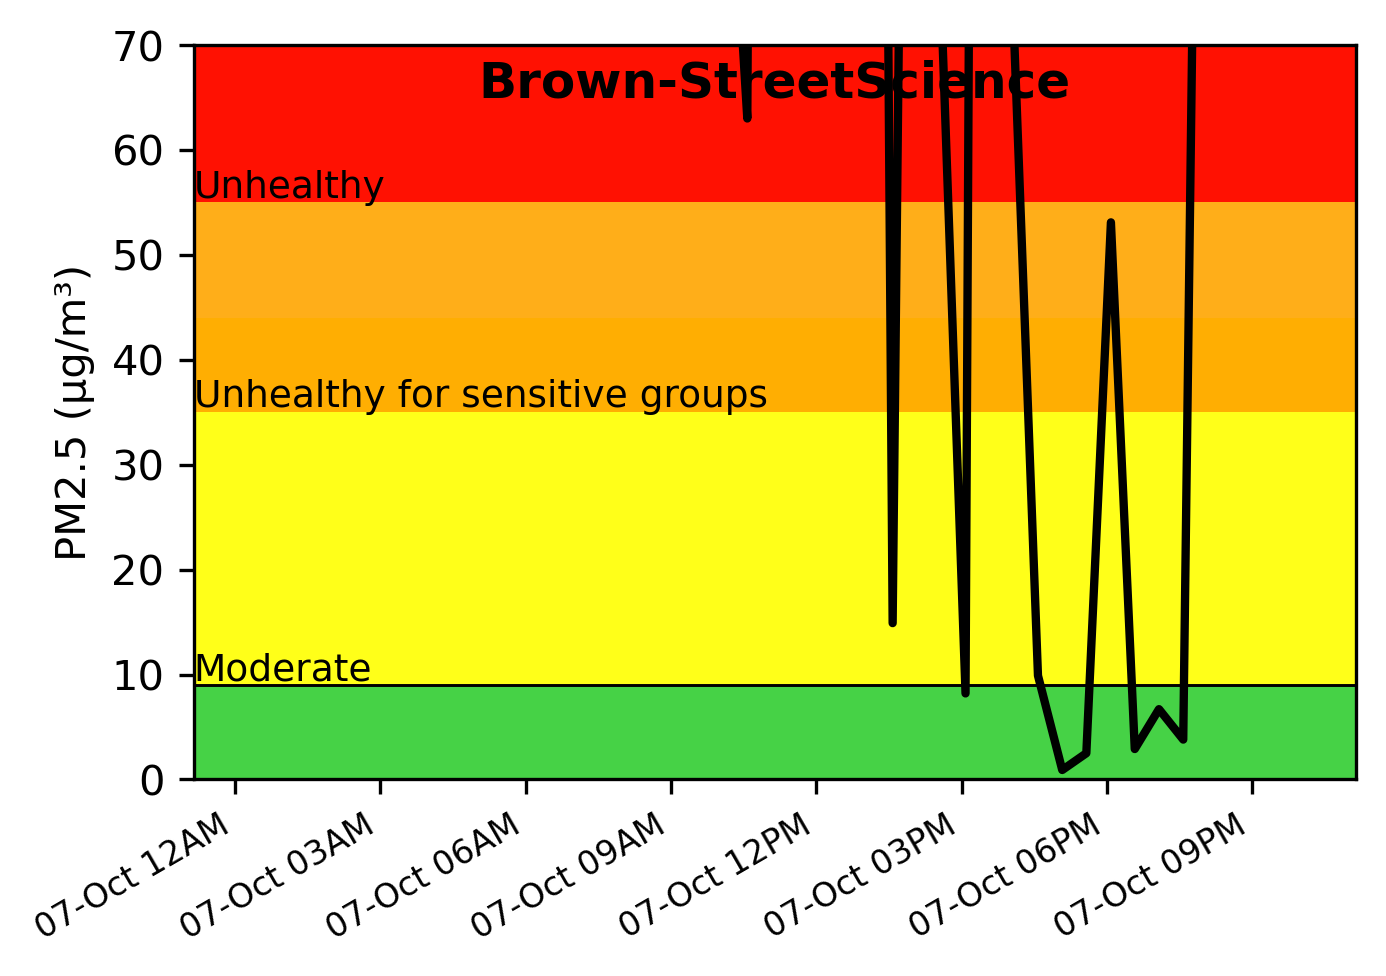 Brown-StreetScience
PM2.5 (μg/m³)
70
60
Unhealthy
50
40
Unhealthy for sensitive groups
30
20
10
Moderate
0
07-Oct 12AM
07-Oct 03AM
07-Oct 06AM
07-Oct 09AM
07-Oct 12PM
07-Oct 03PM
07-Oct 06PM
07-Oct 09PM